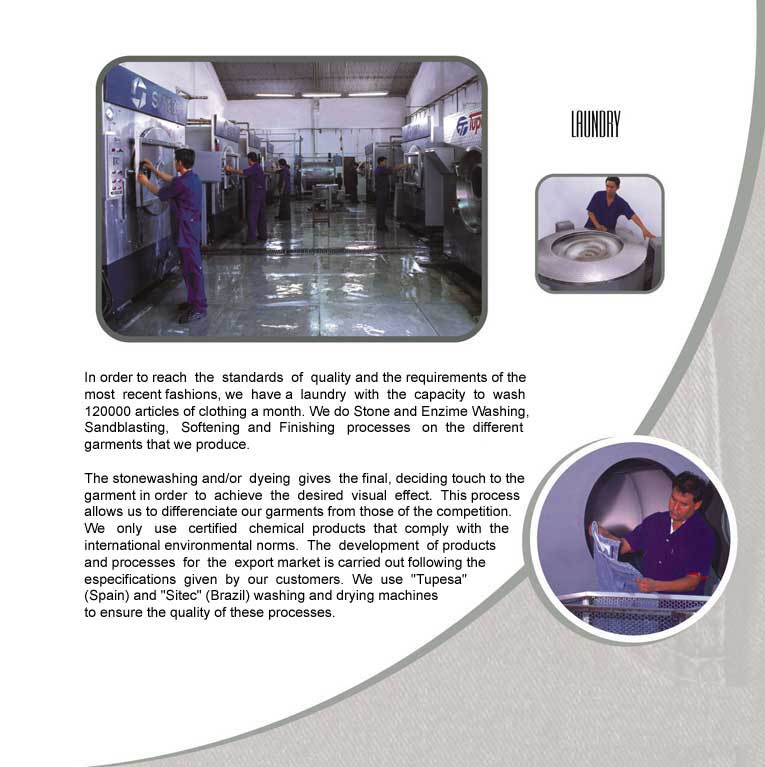 LAUNDRY
In order to reach the standards of quality and the requirements of the
most recent fashions, we have a laundry with the capacity to wash
120000 articles of clothing a month. We do Stone and Enzime Washing,
Sandblasting, Softening and Finishing processes on the different
garments that we produce.
The stonewashing and/or dyeing gives the final, deciding touch to the
garment in order to achieve the desired visual effect. This process
allows us to differenciate our garments from those of the competition.
We only use certified chemical products that comply with the
international environmental norms. The development of products
and processes for the export market is carried out following the
especifications given by our customers. We use "Tupesa"
(Spain) and "Sitec" (Brazil) washing and drying machines
to ensure the quality of these processes.